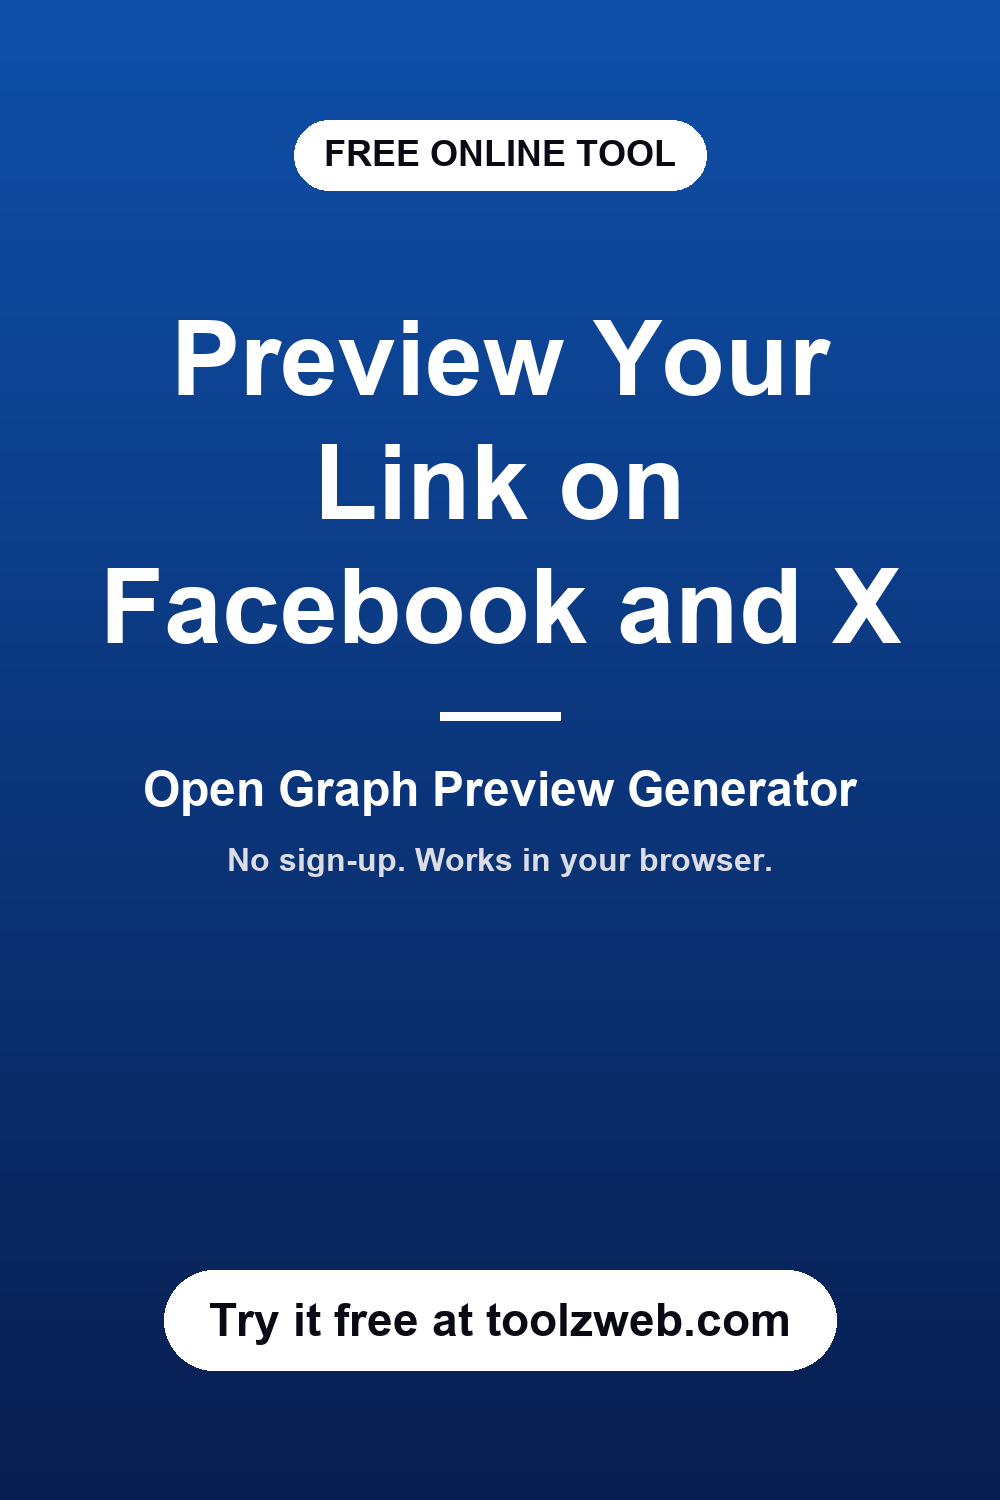 FREE ONLINE TOOL
Preview Your
Link on
Facebook and X
Open Graph Preview Generator
No sign-up. Works in your browser.
Try it free at toolzweb.com